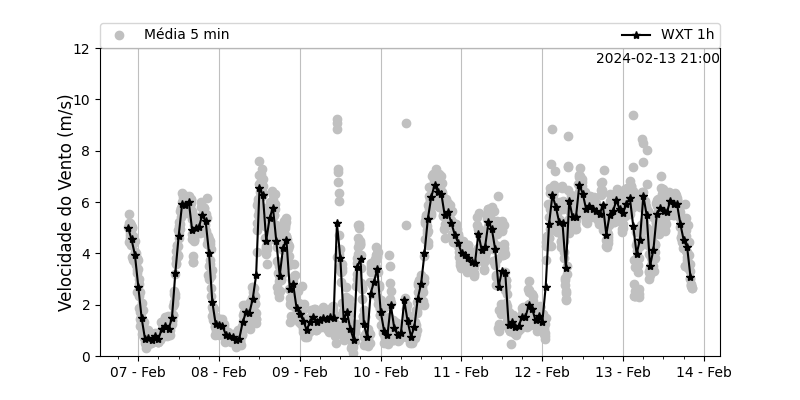 Média 5 min
WXT 1h
2024-02-13 21:00
Velocidade do Vento (m/s)
12
10
8
6
4
2
0
07 - Feb 08 - Feb 09 - Feb 10 - Feb 11 - Feb 12 - Feb 13 - Feb 14 - Feb